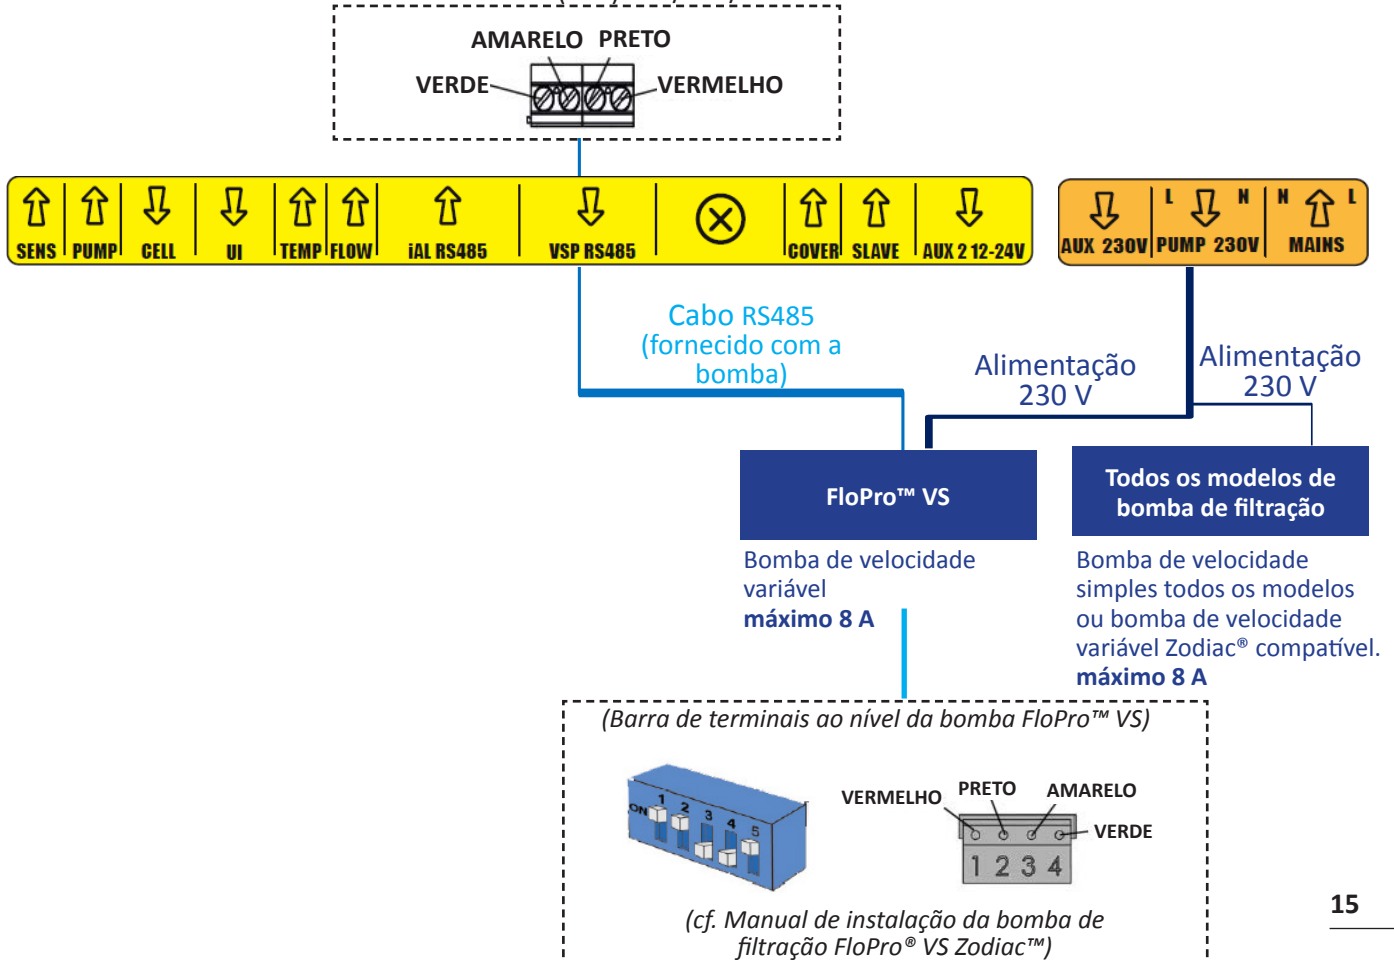 AMARELO PRETO
VERDE VERMELHO
SENS PUMP CELL UI TEMP FLOW iAL RS485 VSP RS485 COVER SLAVE AUX 2 12-24V
L N N L
AUX 230V PUMP 230V MAINS
Cabo RS485
(fornecido com a
bomba)
Alimentação
230 V
Alimentação
230 V
FloPro™ VS
Todos os modelos de
bomba de filtração
Bomba de velocidade
variável
máximo 8 A
Bomba de velocidade
simples todos os modelos
ou bomba de velocidade
variável Zodiac® compatível.
máximo 8 A
(Barra de terminais ao nível da bomba FloPro™ VS)
ON 1 2 3 4 5
VERMELHO PRETO AMARELO
VERDE
1 2 3 4
(cf. Manual de instalação da bomba de
filtração FloPro® VS Zodiac™)
15